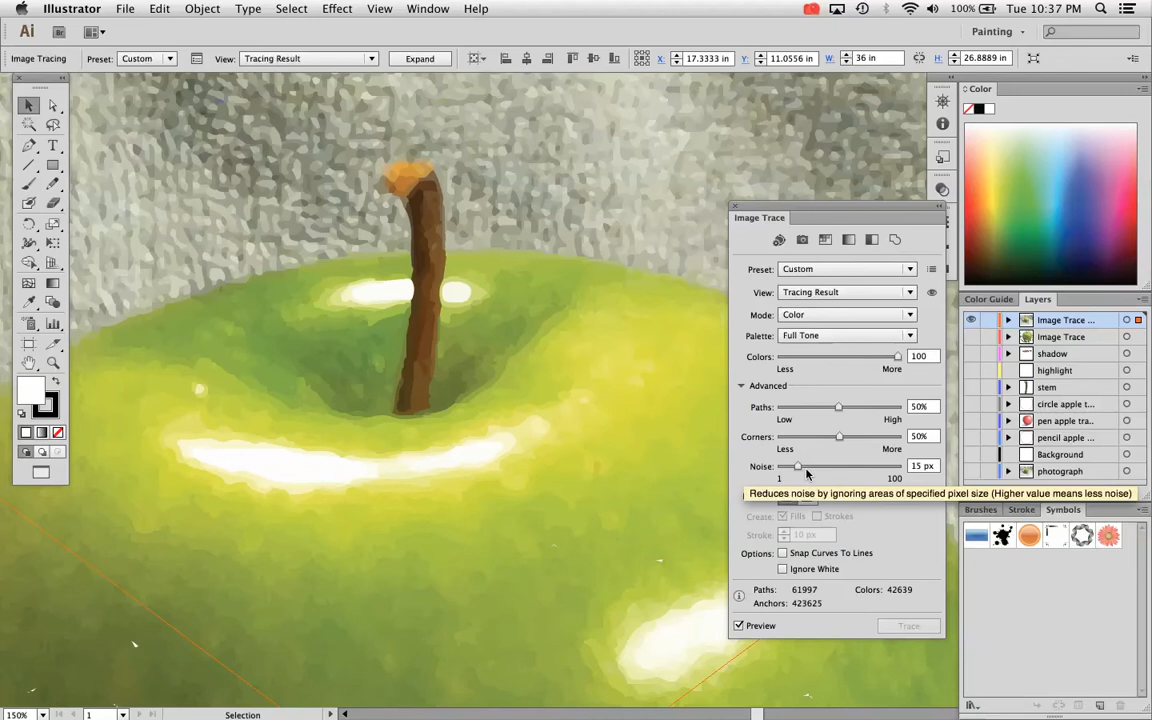 Illustrator File Edit Object Type Select Effect View Window Help 100% Tue 10:37 PM
Ai Br Painting
Image Tracing Preset: Custom View: Tracing Result Expand X: 17.3333 in Y: 11.0556 in W: 36 in H: 26.8889 in
Color
Image Trace
Preset: Custom
View: Tracing Result
Mode: Color
Palette: Full Tone
Colors: 100
Less More
Advanced
Paths: 50%
Low High
Corners: 50%
Less More
Noise: 15 px
1 100
Reduces noise by ignoring areas of specified pixel size (Higher value means less noise)
Create: Fills Strokes
Stroke: 10 px
Options: Snap Curves To Lines
Ignore White
Paths: 61997 Colors: 42639
Anchors: 423625
Preview Trace
Color Guide Layers
Image Trace ...
Image Trace
shadow
highlight
stem
circle apple t...
pen apple tra...
pencil apple ...
Background
photograph
Brushes Stroke Symbols
150% 1 Selection